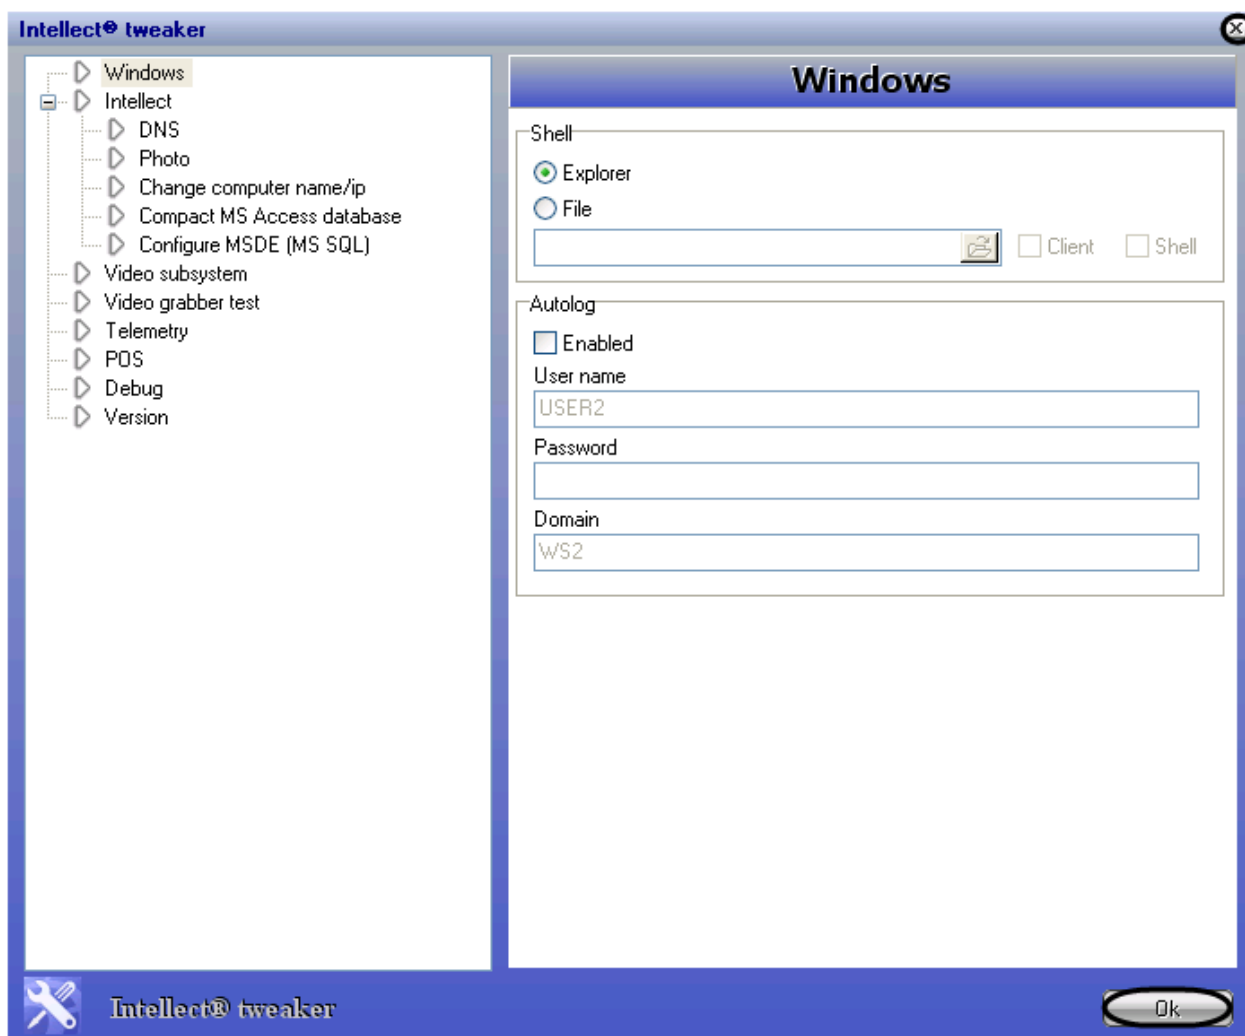 Intellect® tweaker
Windows
Intellect
DNS
Photo
Change computer name/ip
Compact MS Access database
Configure MSDE (MS SQL)
Video subsystem
Video grabber test
Telemetry
POS
Debug
Version
Windows
Shell
Explorer
File
Client Shell
Autolog
Enabled
User name
USER2
Password
Domain
WS2
Intellect® tweaker
Ok